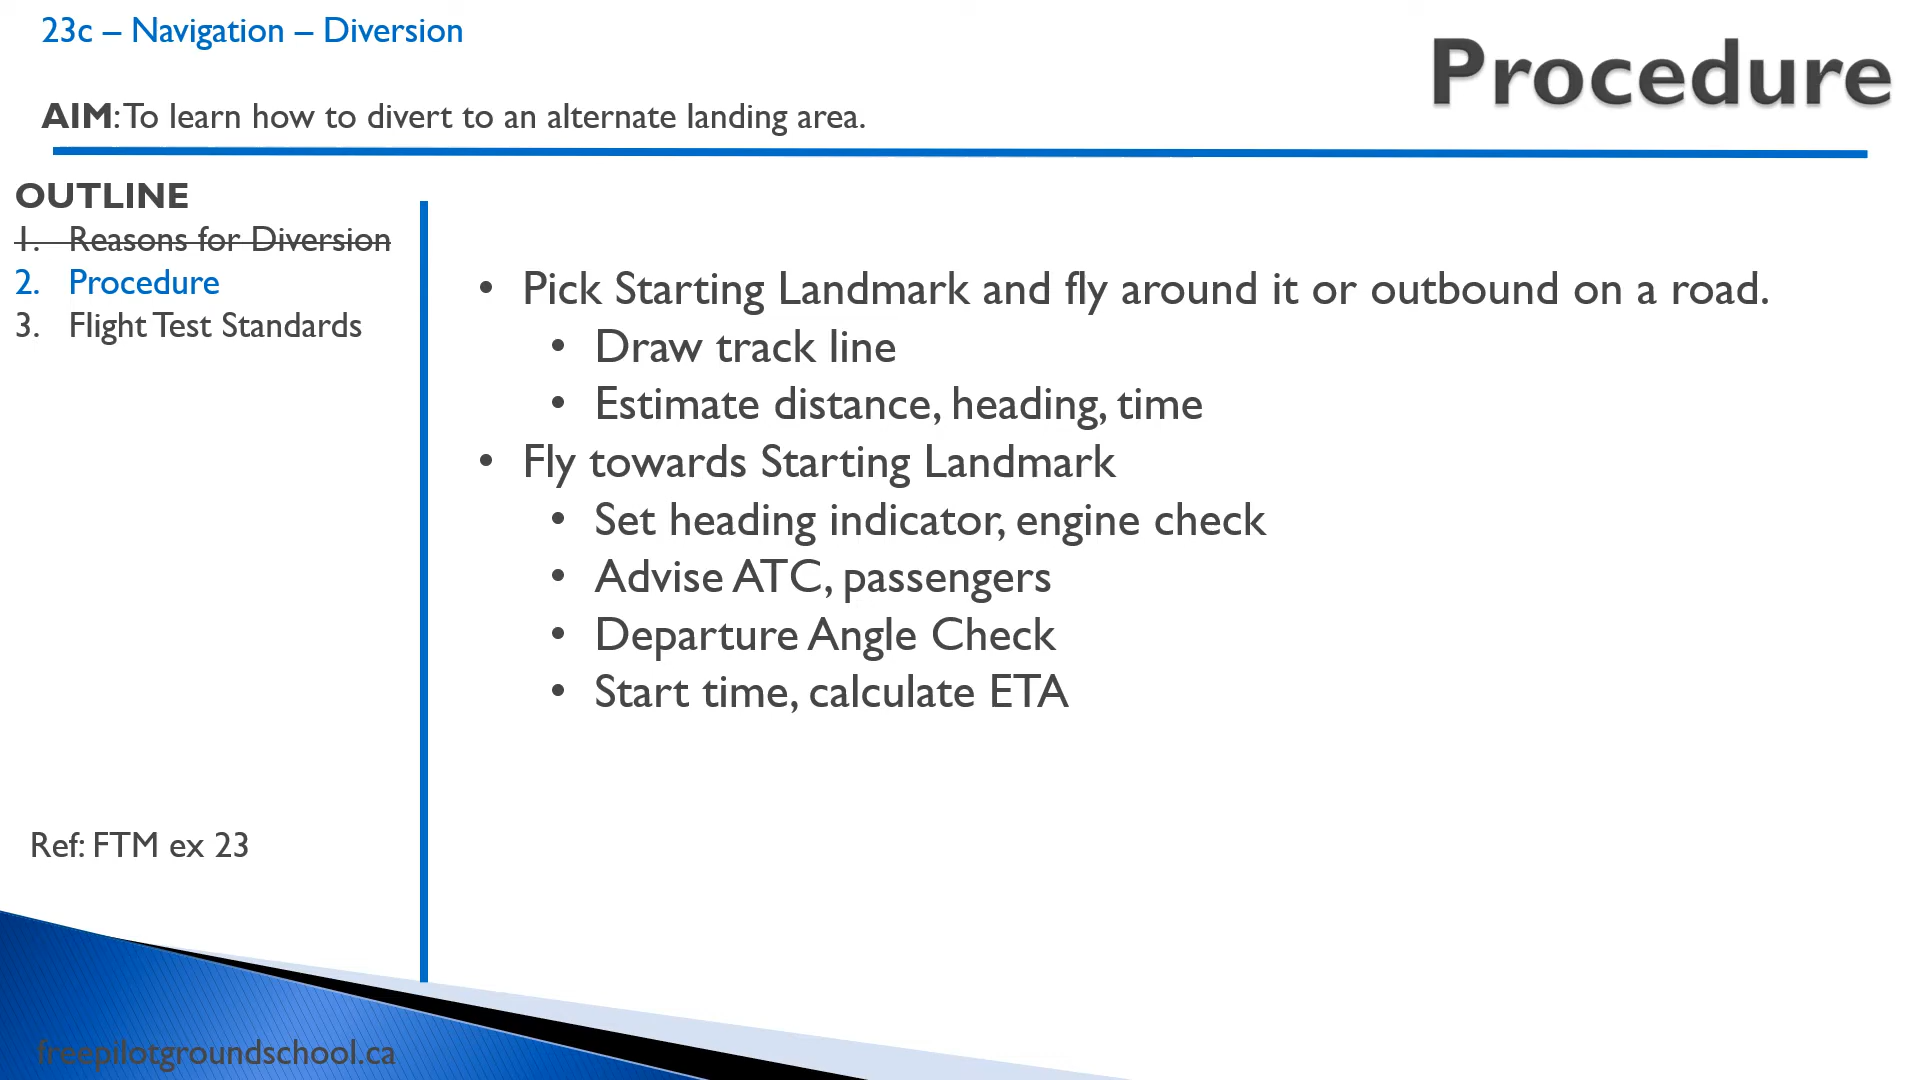 23c – Navigation – Diversion
Procedure
AIM: To learn how to divert to an alternate landing area.
OUTLINE
1. Reasons for Diversion
2. Procedure
3. Flight Test Standards
• Pick Starting Landmark and fly around it or outbound on a road.
• Draw track line
• Estimate distance, heading, time
• Fly towards Starting Landmark
• Set heading indicator, engine check
• Advise ATC, passengers
• Departure Angle Check
• Start time, calculate ETA
Ref: FTM ex 23
freepilotgroundschool.ca